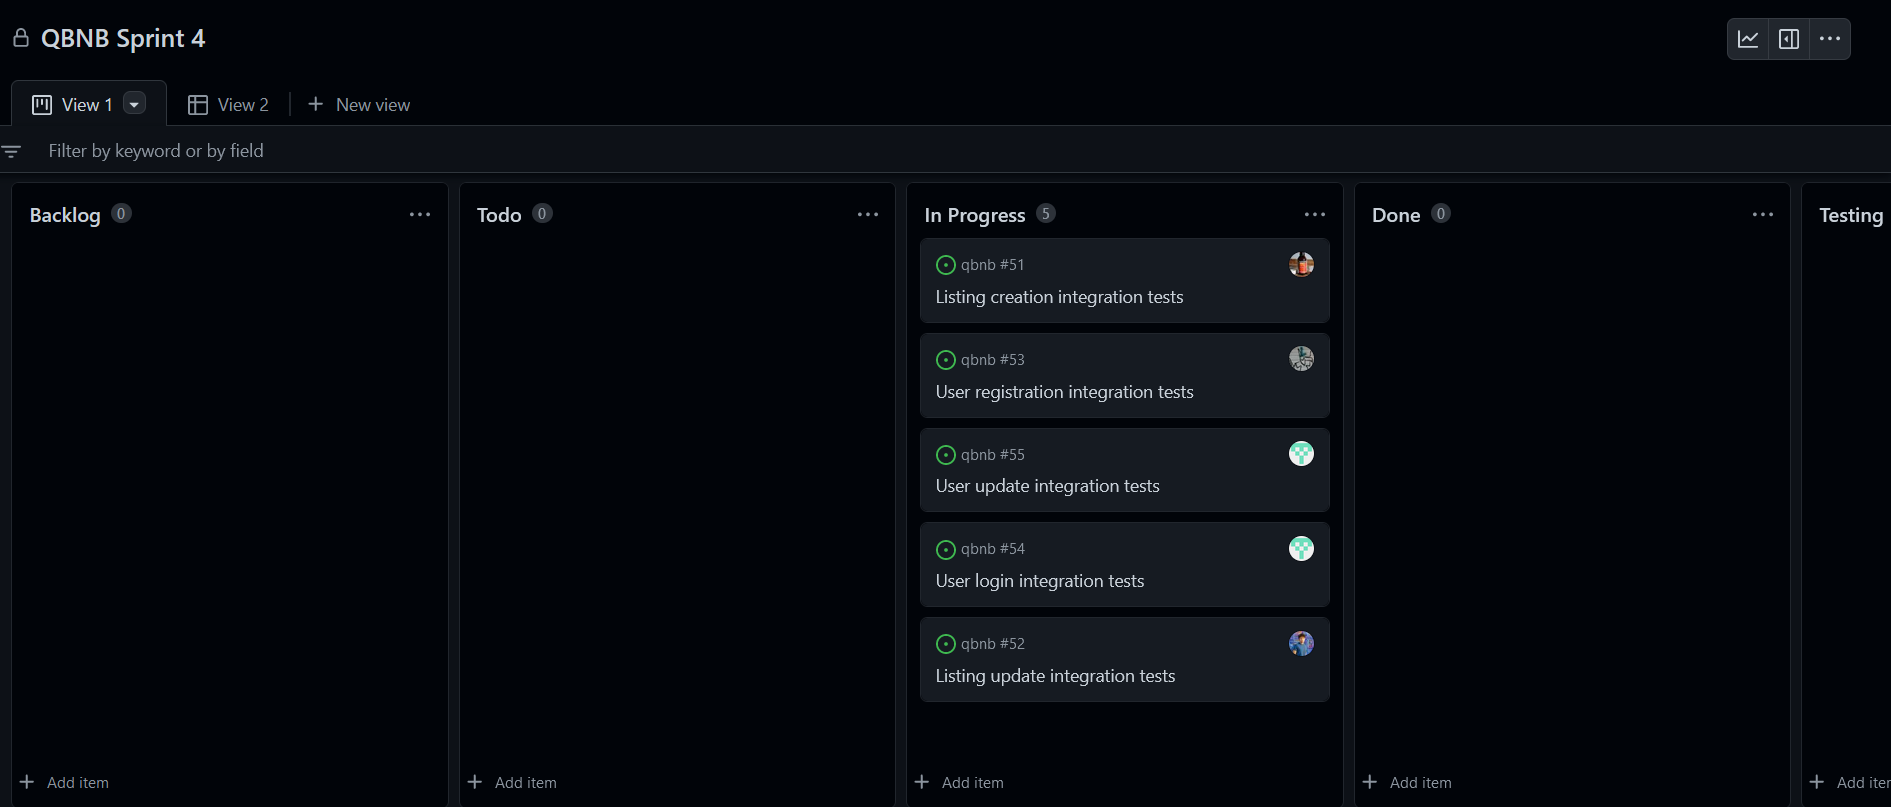 QBNB Sprint 4
View 1
View 2
New view
Filter by keyword or by field
Backlog 0
Todo 0
In Progress 5
qbnb #51
Listing creation integration tests
qbnb #53
User registration integration tests
qbnb #55
User update integration tests
qbnb #54
User login integration tests
qbnb #52
Listing update integration tests
Done 0
Testing
Add item
Add item
Add item
Add item
Add iter